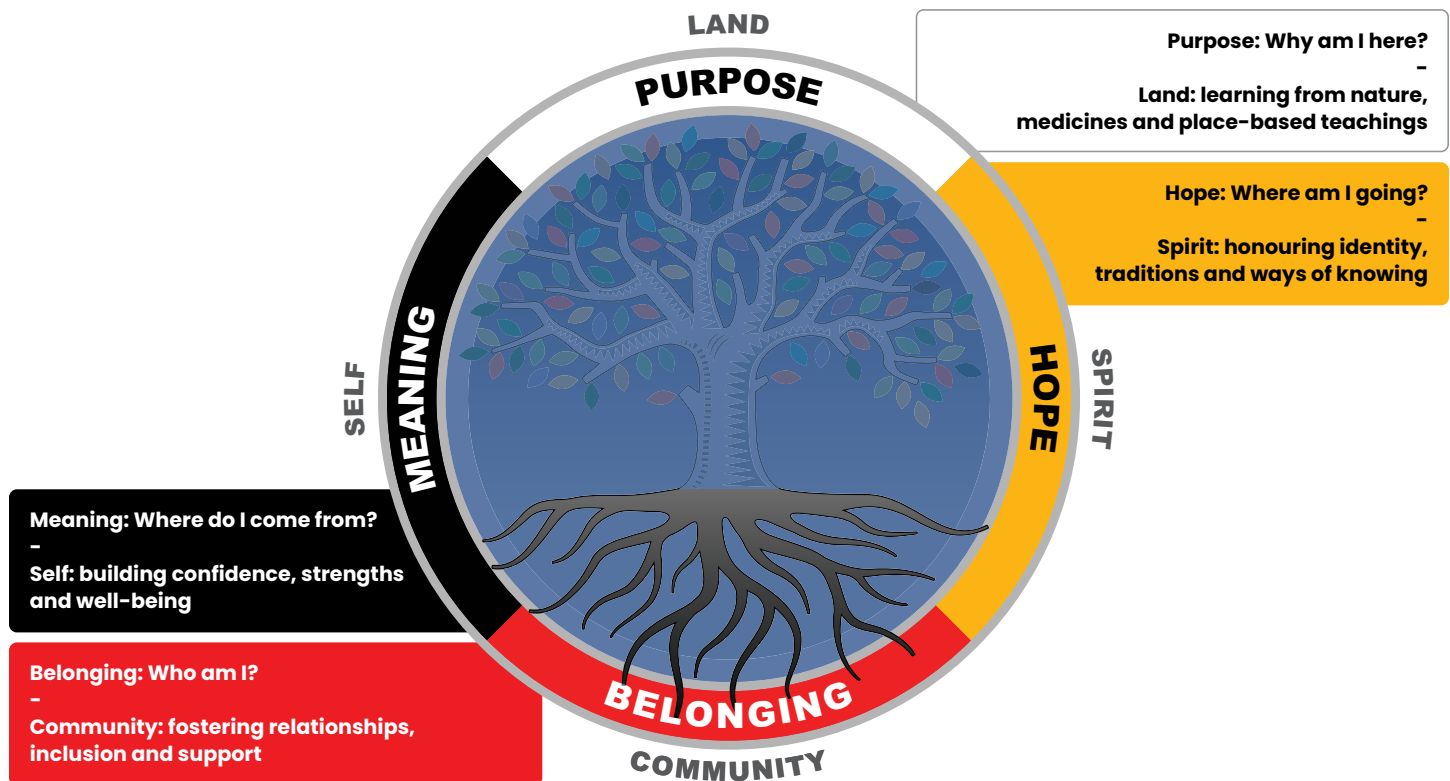 LAND
PURPOSE
Purpose: Why am I here?
–
Land: learning from nature,
medicines and place-based teachings
Hope: Where am I going?
–
Spirit: honouring identity,
traditions and ways of knowing
HOPE
SPIRIT
SELF
MEANING
Meaning: Where do I come from?
–
Self: building confidence, strengths
and well-being
Belonging: Who am I?
–
Community: fostering relationships,
inclusion and support
BELONGING
COMMUNITY